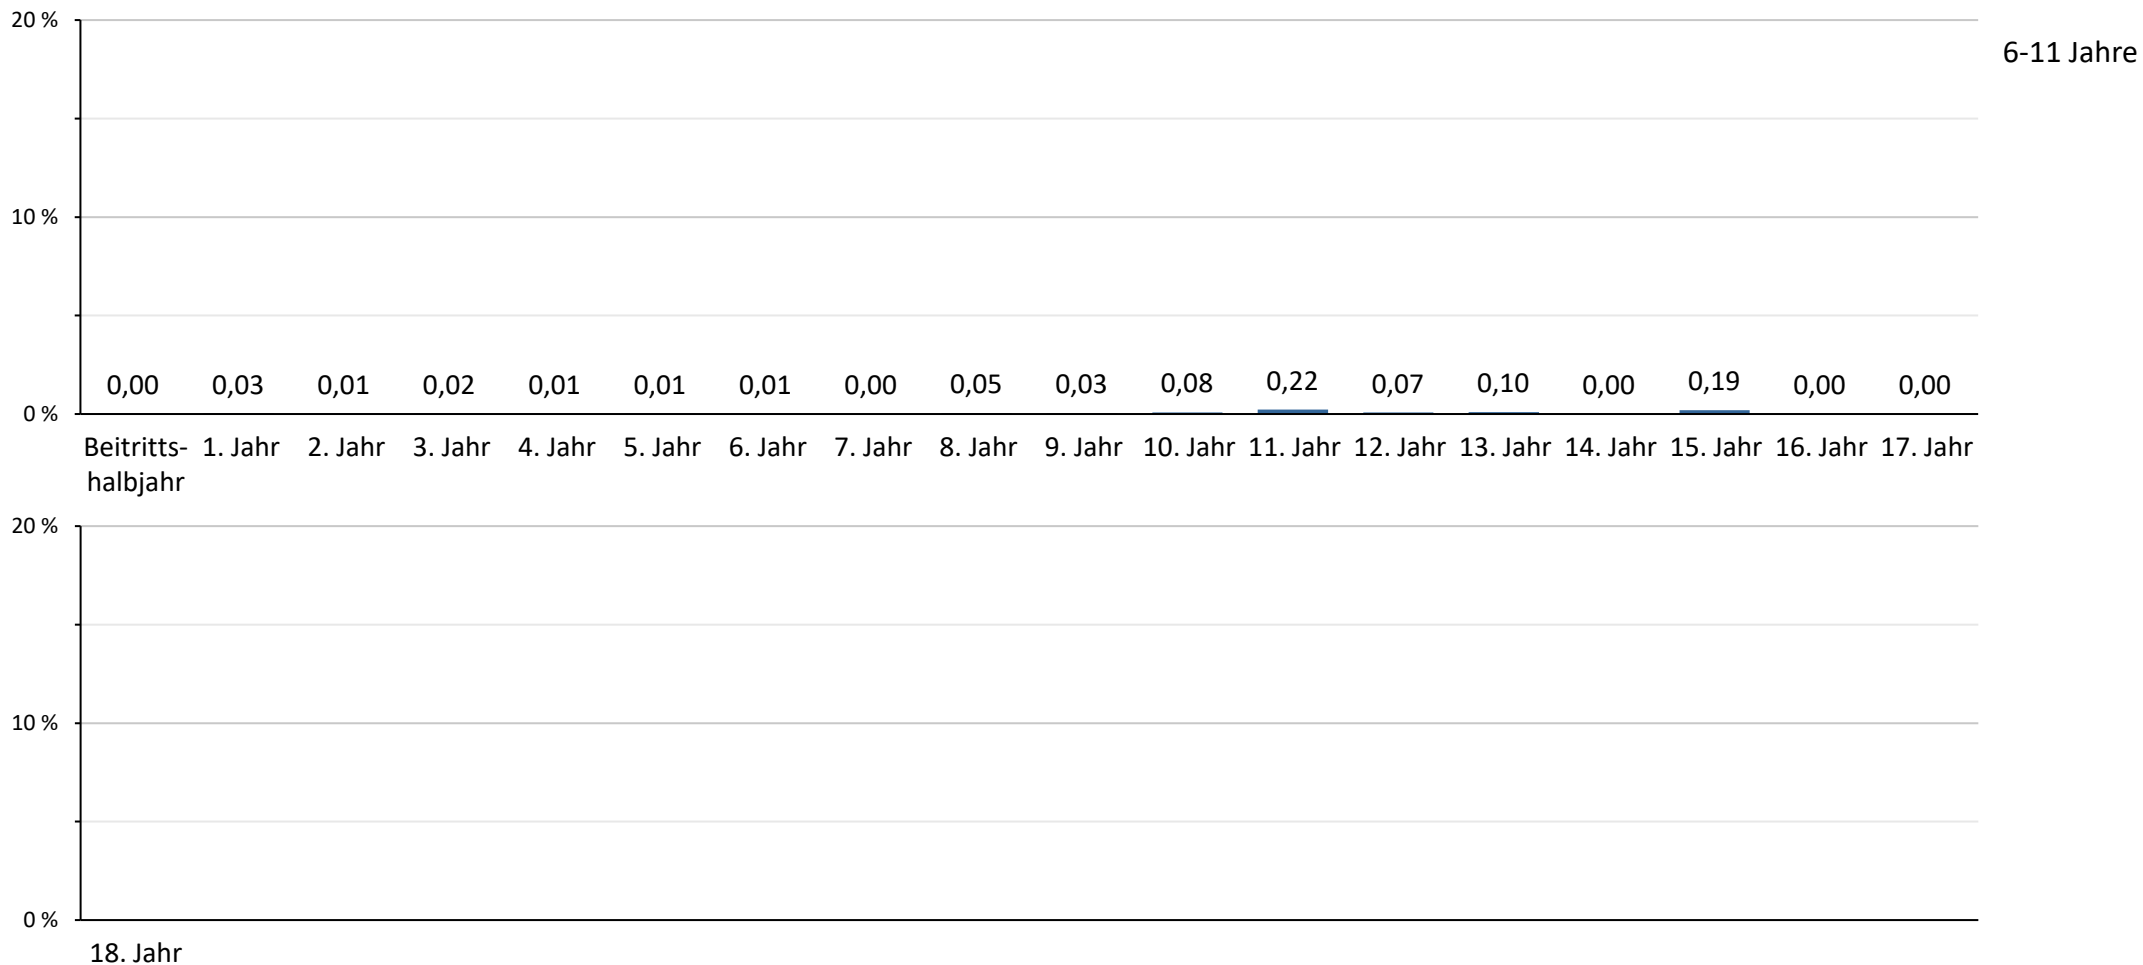 20 %
6-11 Jahre
10 %
0,00 0,03 0,01 0,02 0,01 0,01 0,01 0,00 0,05 0,03 0,08 0,22 0,07 0,10 0,00 0,19 0,00 0,00
0 %
Beitritts- 1. Jahr 2. Jahr 3. Jahr 4. Jahr 5. Jahr 6. Jahr 7. Jahr 8. Jahr 9. Jahr 10. Jahr 11. Jahr 12. Jahr 13. Jahr 14. Jahr 15. Jahr 16. Jahr 17. Jahr
halbjahr
20 %
10 %
0 %
18. Jahr